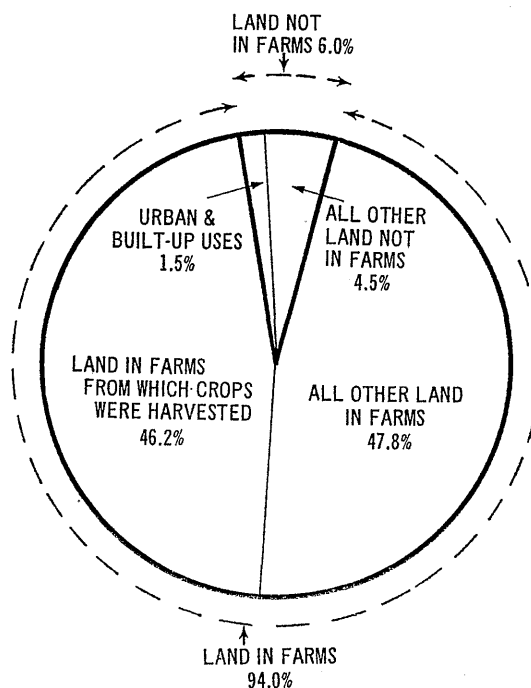 LAND NOT
IN FARMS 6.0%
URBAN &
BUILT-UP USES
1.5%
ALL OTHER
LAND NOT
IN FARMS
4.5%
LAND IN FARMS
FROM WHICH CROPS
WERE HARVESTED
46.2%
ALL OTHER LAND
IN FARMS
47.8%
LAND IN FARMS
94.0%